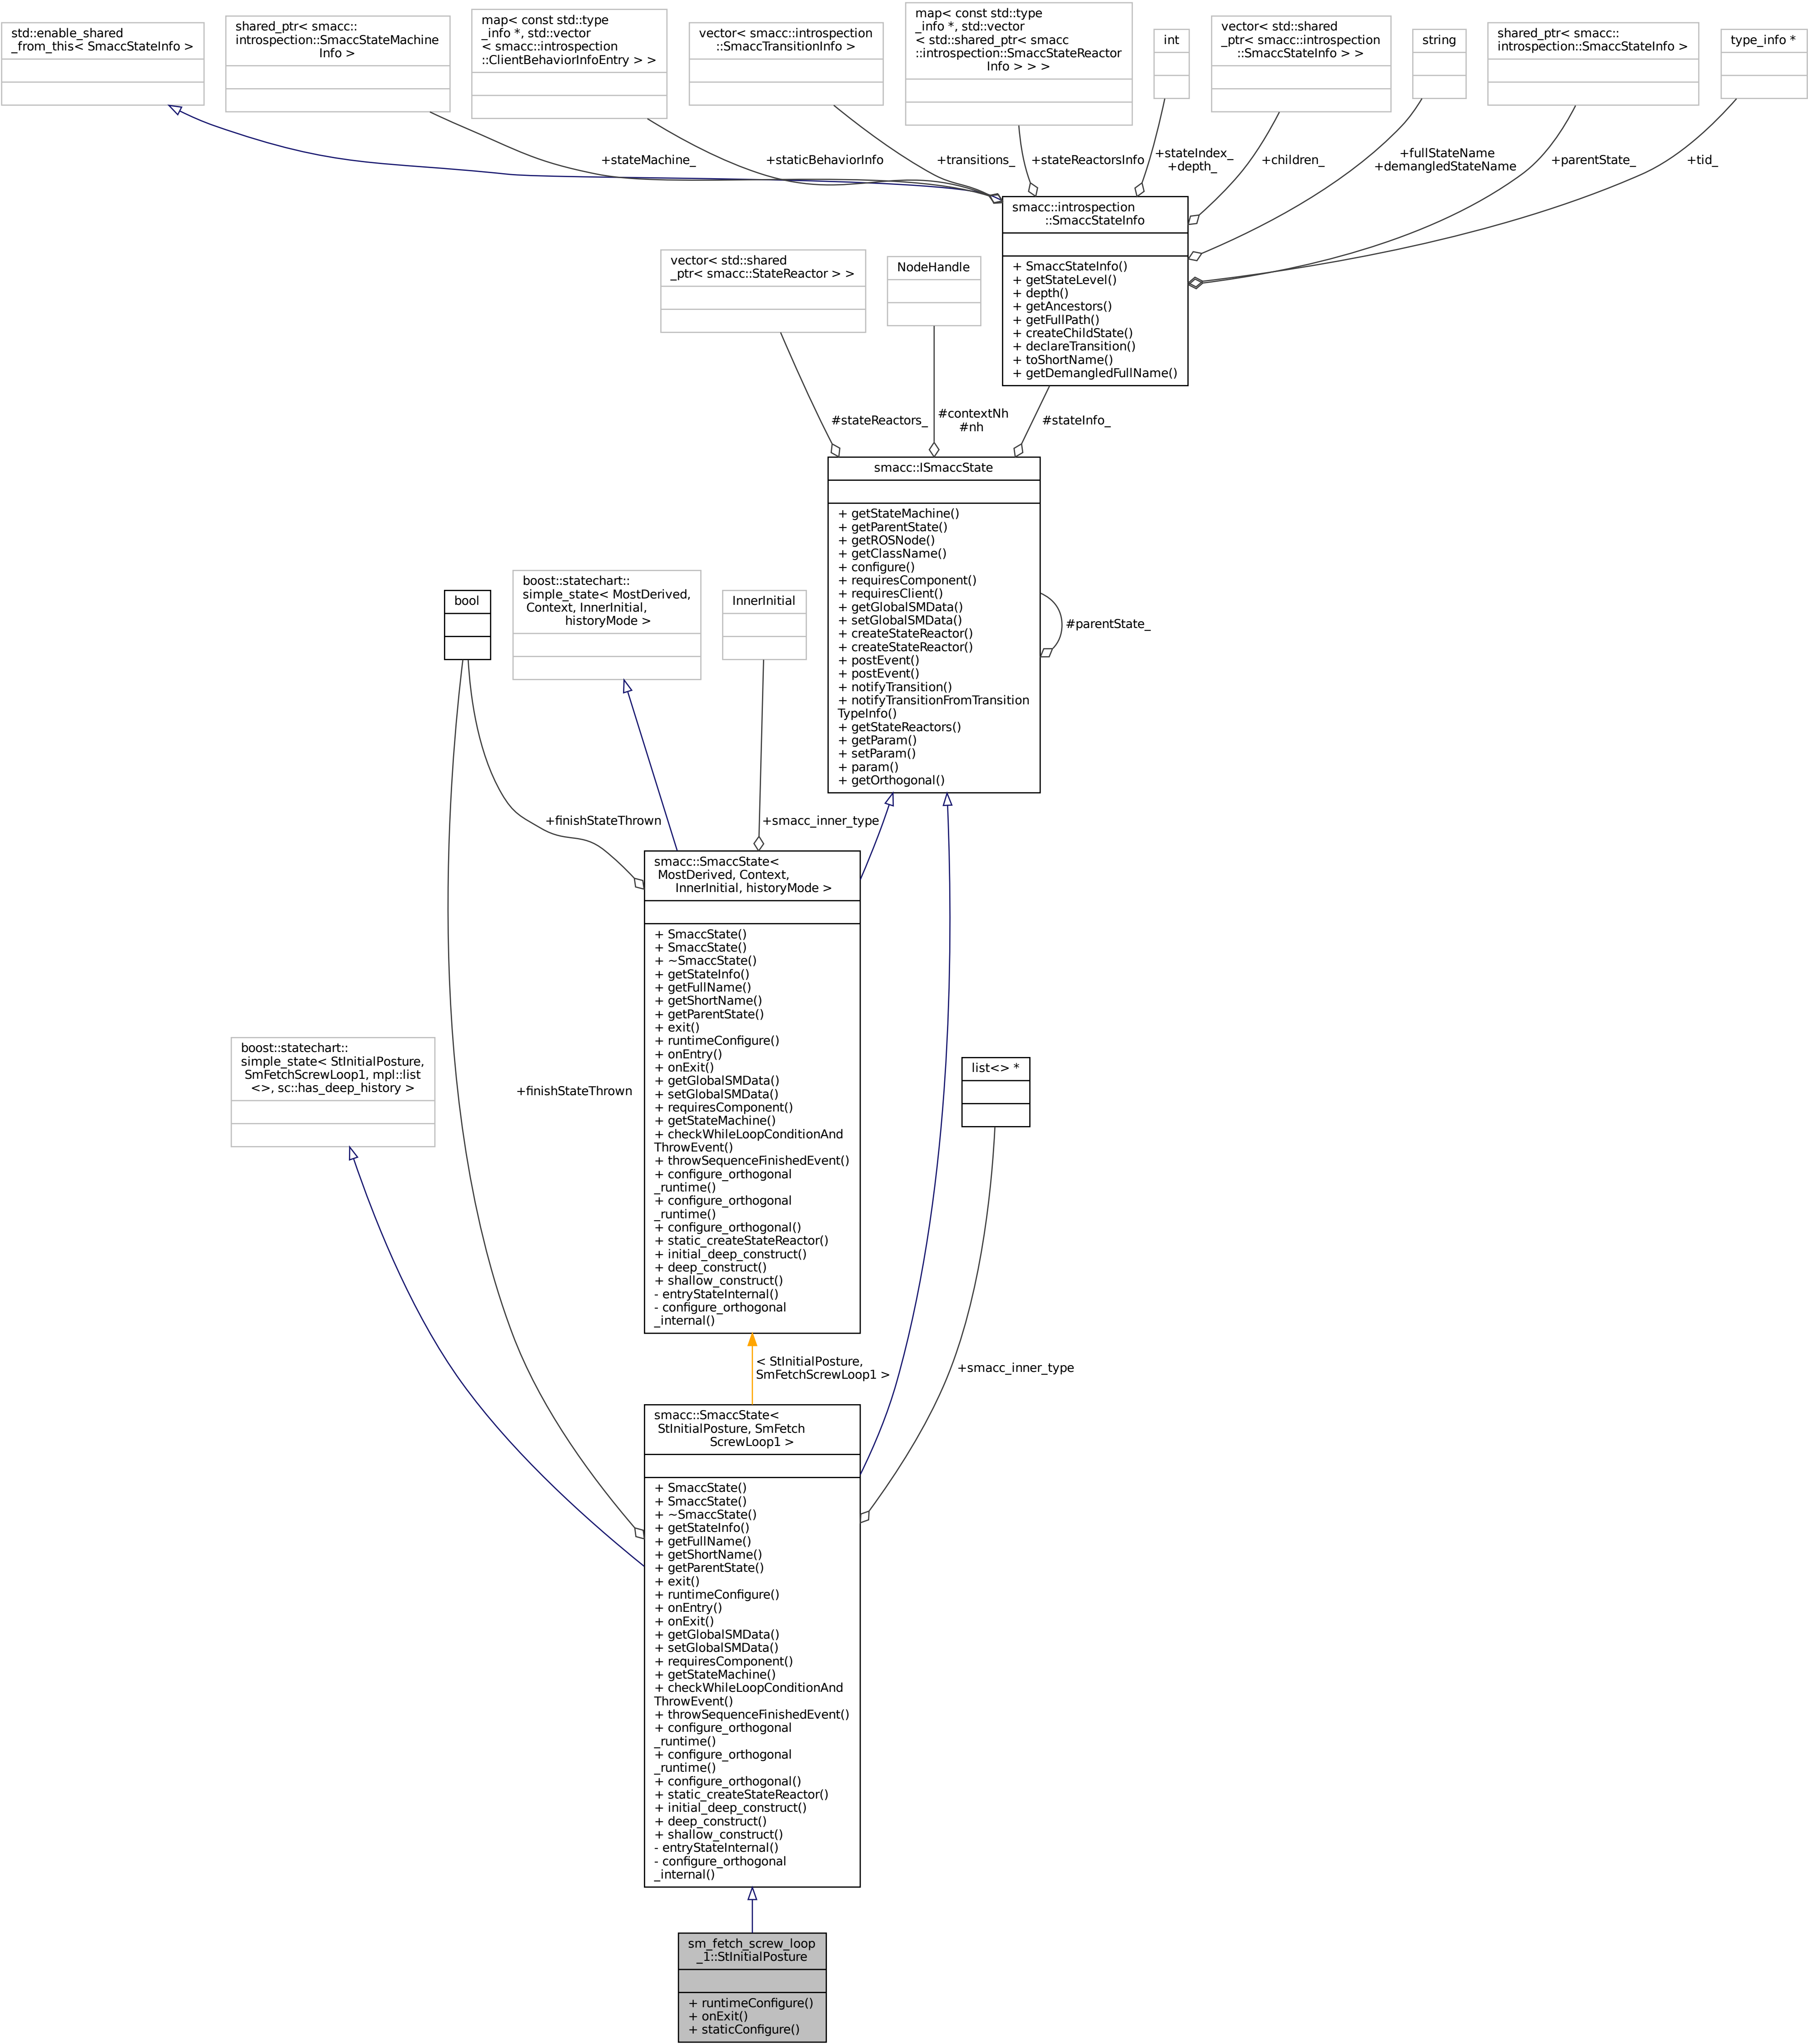 std::enable_shared
_from_this< SmaccStateInfo >
shared_ptr< smacc::
introspection::SmaccStateMachine
Info >
map< const std::type
_info *, std::vector
< smacc::introspection
::ClientBehaviorInfoEntry > >
vector< smacc::introspection
::SmaccTransitionInfo >
map< const std::type
_info *, std::vector
< std::shared_ptr< smacc
::introspection::SmaccStateReactor
Info > > >
int
vector< std::shared
_ptr< smacc::introspection
::SmaccStateInfo > >
string
shared_ptr< smacc::
introspection::SmaccStateInfo >
type_info *
+stateMachine_
+staticBehaviorInfo
+transitions_
+stateReactorsInfo
+stateIndex_
+depth_
+children_
+fullStateName
+demangledStateName
+parentState_
+tid_
smacc::introspection
::SmaccStateInfo
+ SmaccStateInfo()
+ getStateLevel()
+ depth()
+ getAncestors()
+ getFullPath()
+ createChildState()
+ declareTransition()
+ toShortName()
+ getDemangledFullName()
vector< std::shared
_ptr< smacc::StateReactor > >
NodeHandle
#stateReactors_
#contextNh
#nh
#stateInfo_
smacc::ISmaccState
+ getStateMachine()
+ getParentState()
+ getROSNode()
+ getClassName()
+ configure()
+ requiresComponent()
+ requiresClient()
+ getGlobalSMData()
+ setGlobalSMData()
+ createStateReactor()
+ createStateReactor()
+ postEvent()
+ postEvent()
+ notifyTransition()
+ notifyTransitionFromTransition
TypeInfo()
+ getStateReactors()
+ getParam()
+ setParam()
+ param()
+ getOrthogonal()
#parentState_
bool
boost::statechart::
simple_state< MostDerived,
Context, InnerInitial,
historyMode >
InnerInitial
+finishStateThrown
+smacc_inner_type
smacc::SmaccState<
MostDerived, Context,
InnerInitial, historyMode >
+ SmaccState()
+ SmaccState()
+ ~SmaccState()
+ getStateInfo()
+ getFullName()
+ getShortName()
+ getParentState()
+ exit()
+ runtimeConfigure()
+ onEntry()
+ onExit()
+ getGlobalSMData()
+ setGlobalSMData()
+ requiresComponent()
+ getStateMachine()
+ checkWhileLoopConditionAnd
ThrowEvent()
+ throwSequenceFinishedEvent()
+ configure_orthogonal
_runtime()
+ configure_orthogonal
_runtime()
+ configure_orthogonal()
+ static_createStateReactor()
+ initial_deep_construct()
+ deep_construct()
+ shallow_construct()
- entryStateInternal()
- configure_orthogonal
_internal()
boost::statechart::
simple_state< StInitialPosture,
SmFetchScrewLoop1, mpl::list
<>, sc::has_deep_history >
+finishStateThrown
list<> *
< StInitialPosture,
SmFetchScrewLoop1 >
+smacc_inner_type
smacc::SmaccState<
StInitialPosture, SmFetch
ScrewLoop1 >
+ SmaccState()
+ SmaccState()
+ ~SmaccState()
+ getStateInfo()
+ getFullName()
+ getShortName()
+ getParentState()
+ exit()
+ runtimeConfigure()
+ onEntry()
+ onExit()
+ getGlobalSMData()
+ setGlobalSMData()
+ requiresComponent()
+ getStateMachine()
+ checkWhileLoopConditionAnd
ThrowEvent()
+ throwSequenceFinishedEvent()
+ configure_orthogonal
_runtime()
+ configure_orthogonal
_runtime()
+ configure_orthogonal()
+ static_createStateReactor()
+ initial_deep_construct()
+ deep_construct()
+ shallow_construct()
- entryStateInternal()
- configure_orthogonal
_internal()
sm_fetch_screw_loop
_1::StInitialPosture
+ runtimeConfigure()
+ onExit()
+ staticConfigure()